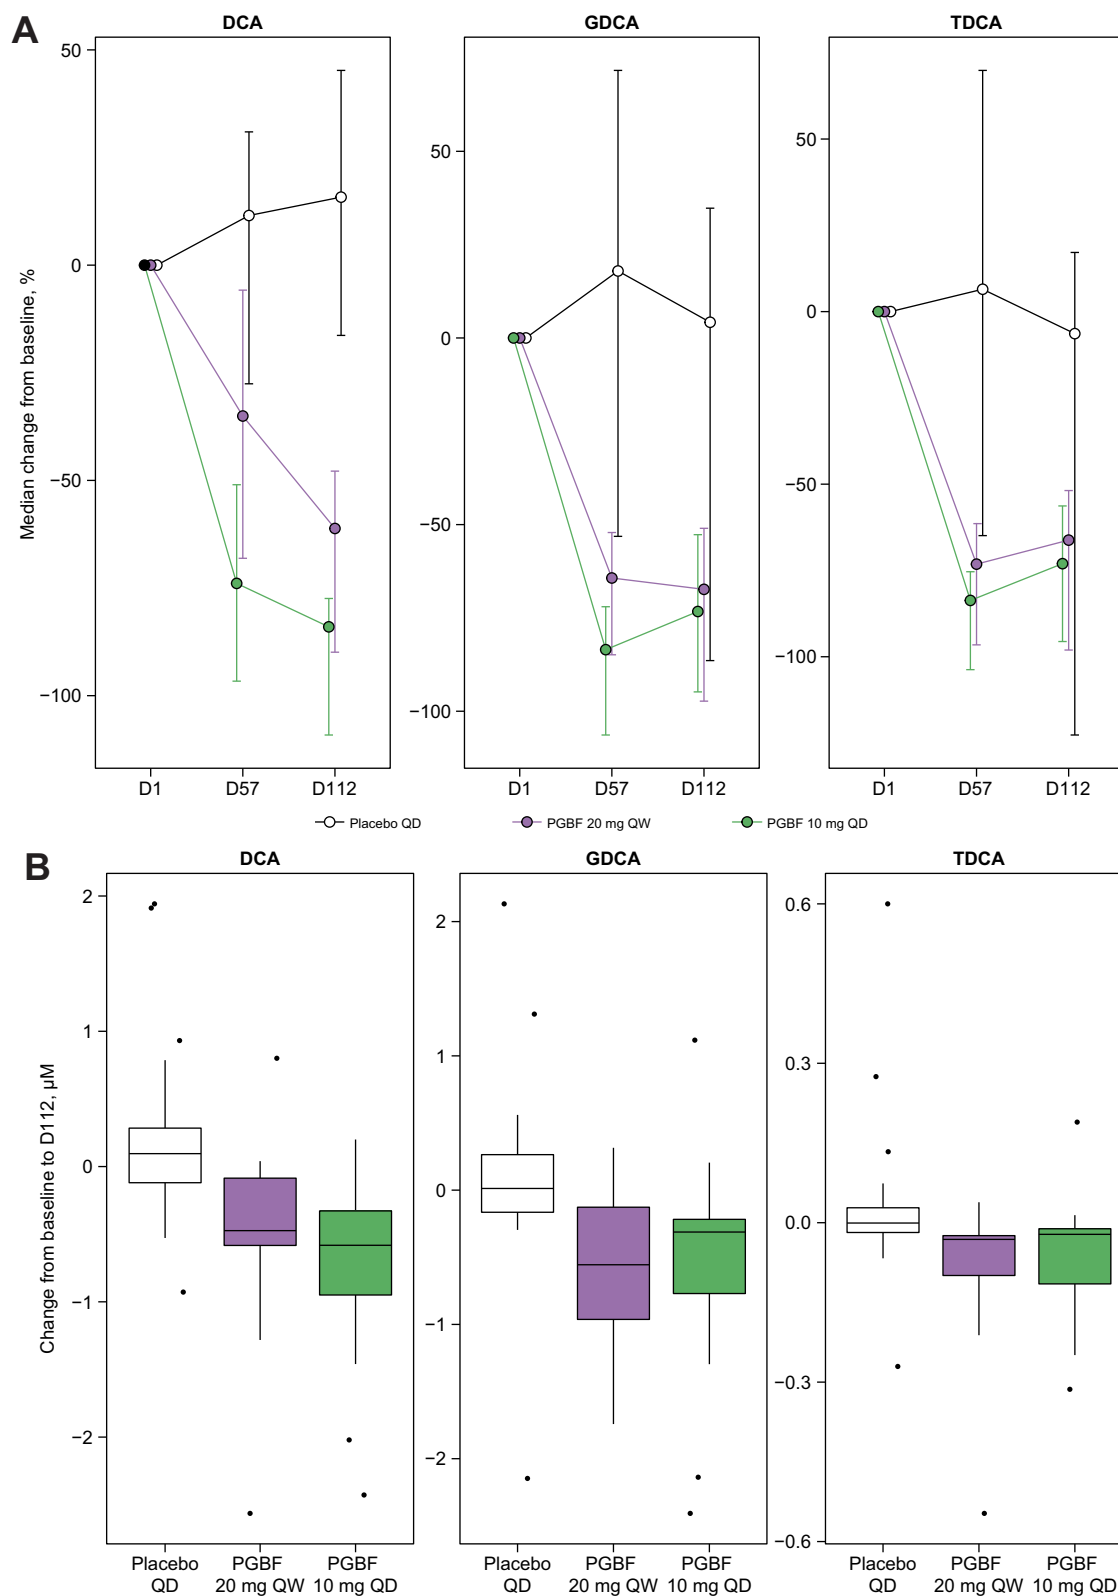 A
DCA
GDCA
TDCA
Median change from baseline, %
50
0
−50
−100
50
0
−50
−100
50
0
−50
−100
D1 D57 D112
D1 D57 D112
D1 D57 D112
Placebo QD
PGBF 20 mg QW
PGBF 10 mg QD
B
DCA
GDCA
TDCA
Change from baseline to D112, µM
2
1
0
−1
−2
2
1
0
−1
−2
0.6
0.3
0.0
−0.3
−0.6
Placebo
QD
PGBF
20 mg QW
PGBF
10 mg QD
Placebo
QD
PGBF
20 mg QW
PGBF
10 mg QD
Placebo
QD
PGBF
20 mg QW
PGBF
10 mg QD